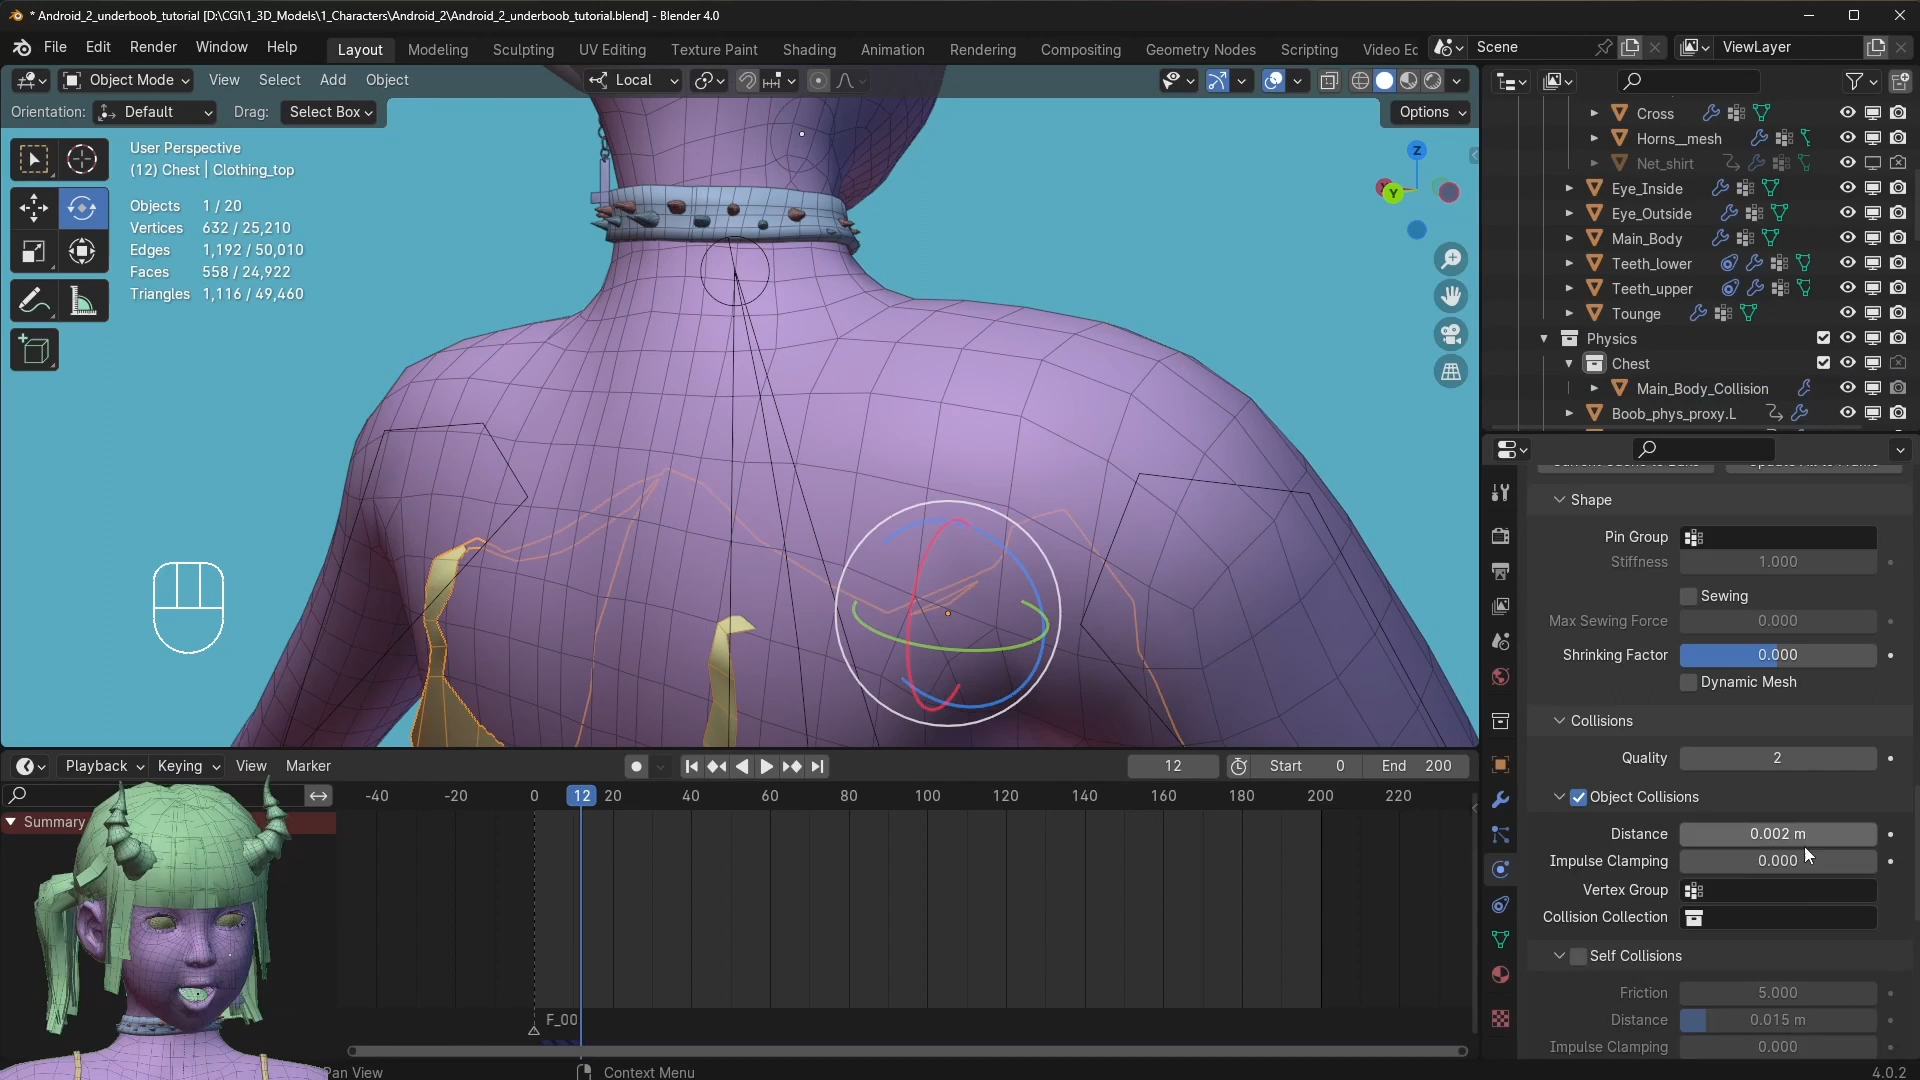 * Android_2_underboob_tutorial [D:\CGI\1_3D_Models\1_Characters\Android_2\Android_2_underboob_tutorial.blend] - Blender 4.0
File Edit Render Window Help Layout Modeling Sculpting UV Editing Texture Paint Shading Animation Rendering Compositing Geometry Nodes Scripting Video Ec Scene ViewLayer
Object Mode View Select Add Object Local
Orientation: Default Drag: Select Box Options
User Perspective
(12) Chest | Clothing_top
Objects 1 / 20
Vertices 632 / 25,210
Edges 1,192 / 50,010
Faces 558 / 24,922
Triangles 1,116 / 49,460
Z
Y
Cross
Horns__mesh
Net_shirt
Eye_Inside
Eye_Outside
Main_Body
Teeth_lower
Teeth_upper
Tounge
Physics
Chest
Main_Body_Collision
Boob_phys_proxy.L
Shape
Pin Group
Stiffness 1.000
Sewing
Max Sewing Force 0.000
Shrinking Factor 0.000
Dynamic Mesh
Collisions
Quality 2
Object Collisions
Distance 0.002 m
Impulse Clamping 0.000
Vertex Group
Collision Collection
Self Collisions
Friction 5.000
Distance 0.015 m
Impulse Clamping 0.000
Playback Keying View Marker 12 Start 0 End 200
-40 -20 0 12 20 40 60 80 100 120 140 160 180 200 220
Summary
F_00
Pan View Context Menu 4.0.2